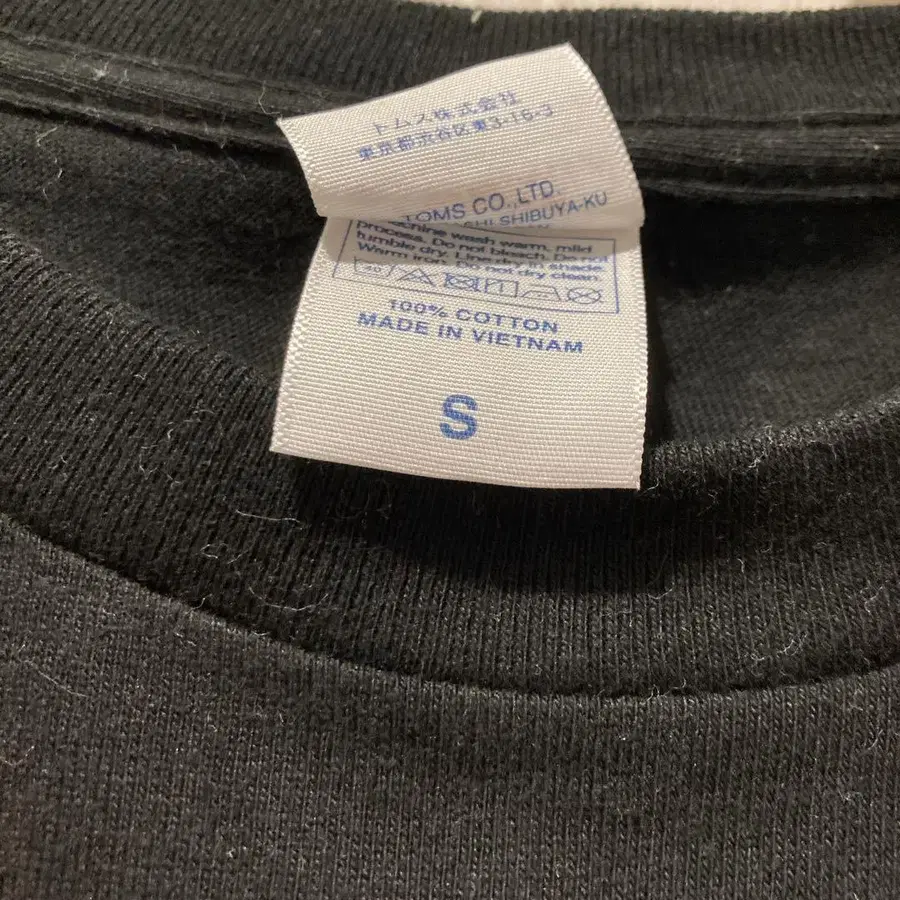 トムス株式会社
東京都渋谷区東3-16-3
TOMS CO.,LTD.
SHIBUYA-KU
machine wash warm, mild
process. Do not bleach. Do not
tumble dry. Line dry in shade.
Warm iron. Do not dry clean.
40
100% COTTON
MADE IN VIETNAM
S